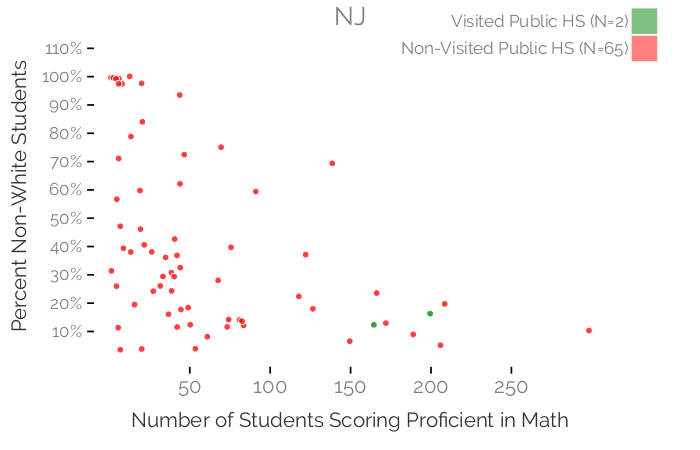 NJ
Visited Public HS (N=2)
Non-Visited Public HS (N=65)
Percent Non-White Students
110%
100%
90%
80%
70%
60%
50%
40%
30%
20%
10%
50 100 150 200 250
Number of Students Scoring Proficient in Math